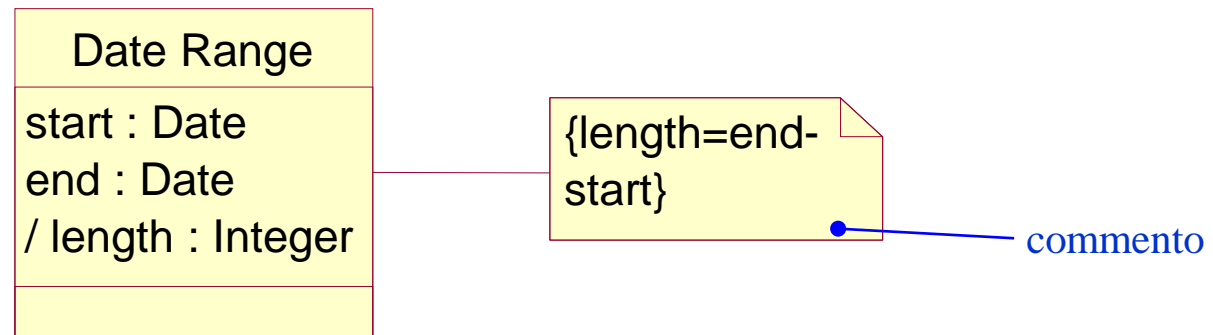 Date Range
start : Date
end : Date
/ length : Integer
{length=end-
start}
commento